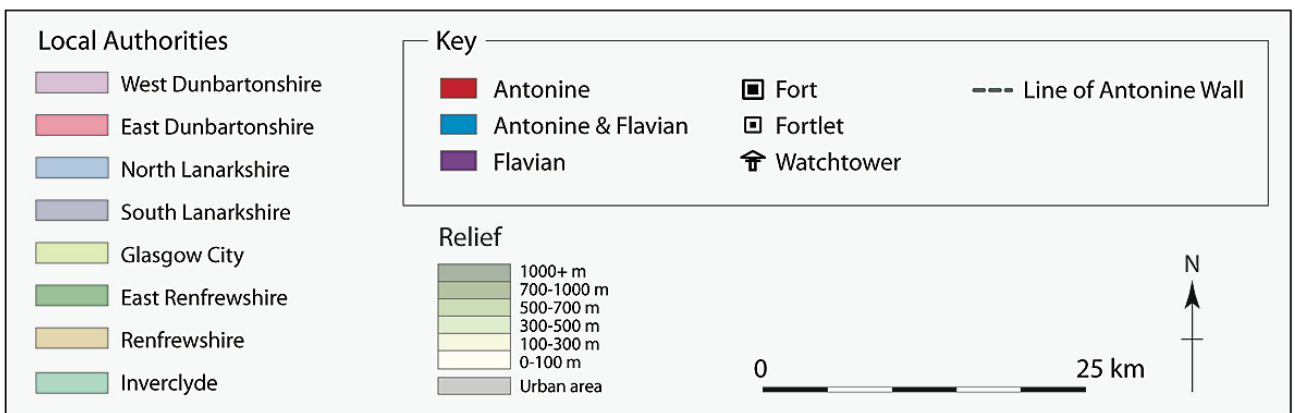 Local Authorities
West Dunbartonshire
East Dunbartonshire
North Lanarkshire
South Lanarkshire
Glasgow City
East Renfrewshire
Renfrewshire
Inverclyde
Key
Antonine
Antonine & Flavian
Flavian
Fort
Fortlet
Watchtower
Line of Antonine Wall
Relief
1000+ m
700-1000 m
500-700 m
300-500 m
100-300 m
0-100 m
Urban area
0
25 km
N